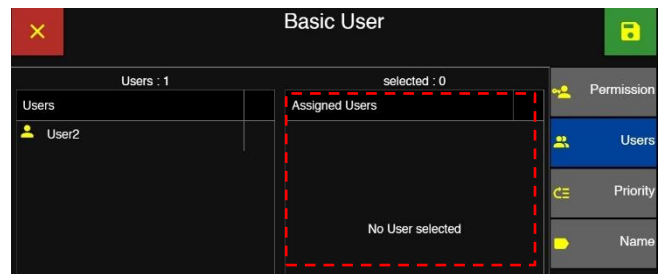 Basic User
Users : 1
selected : 0
Users
Assigned Users
User2
No User selected
Permission
Users
Priority
Name